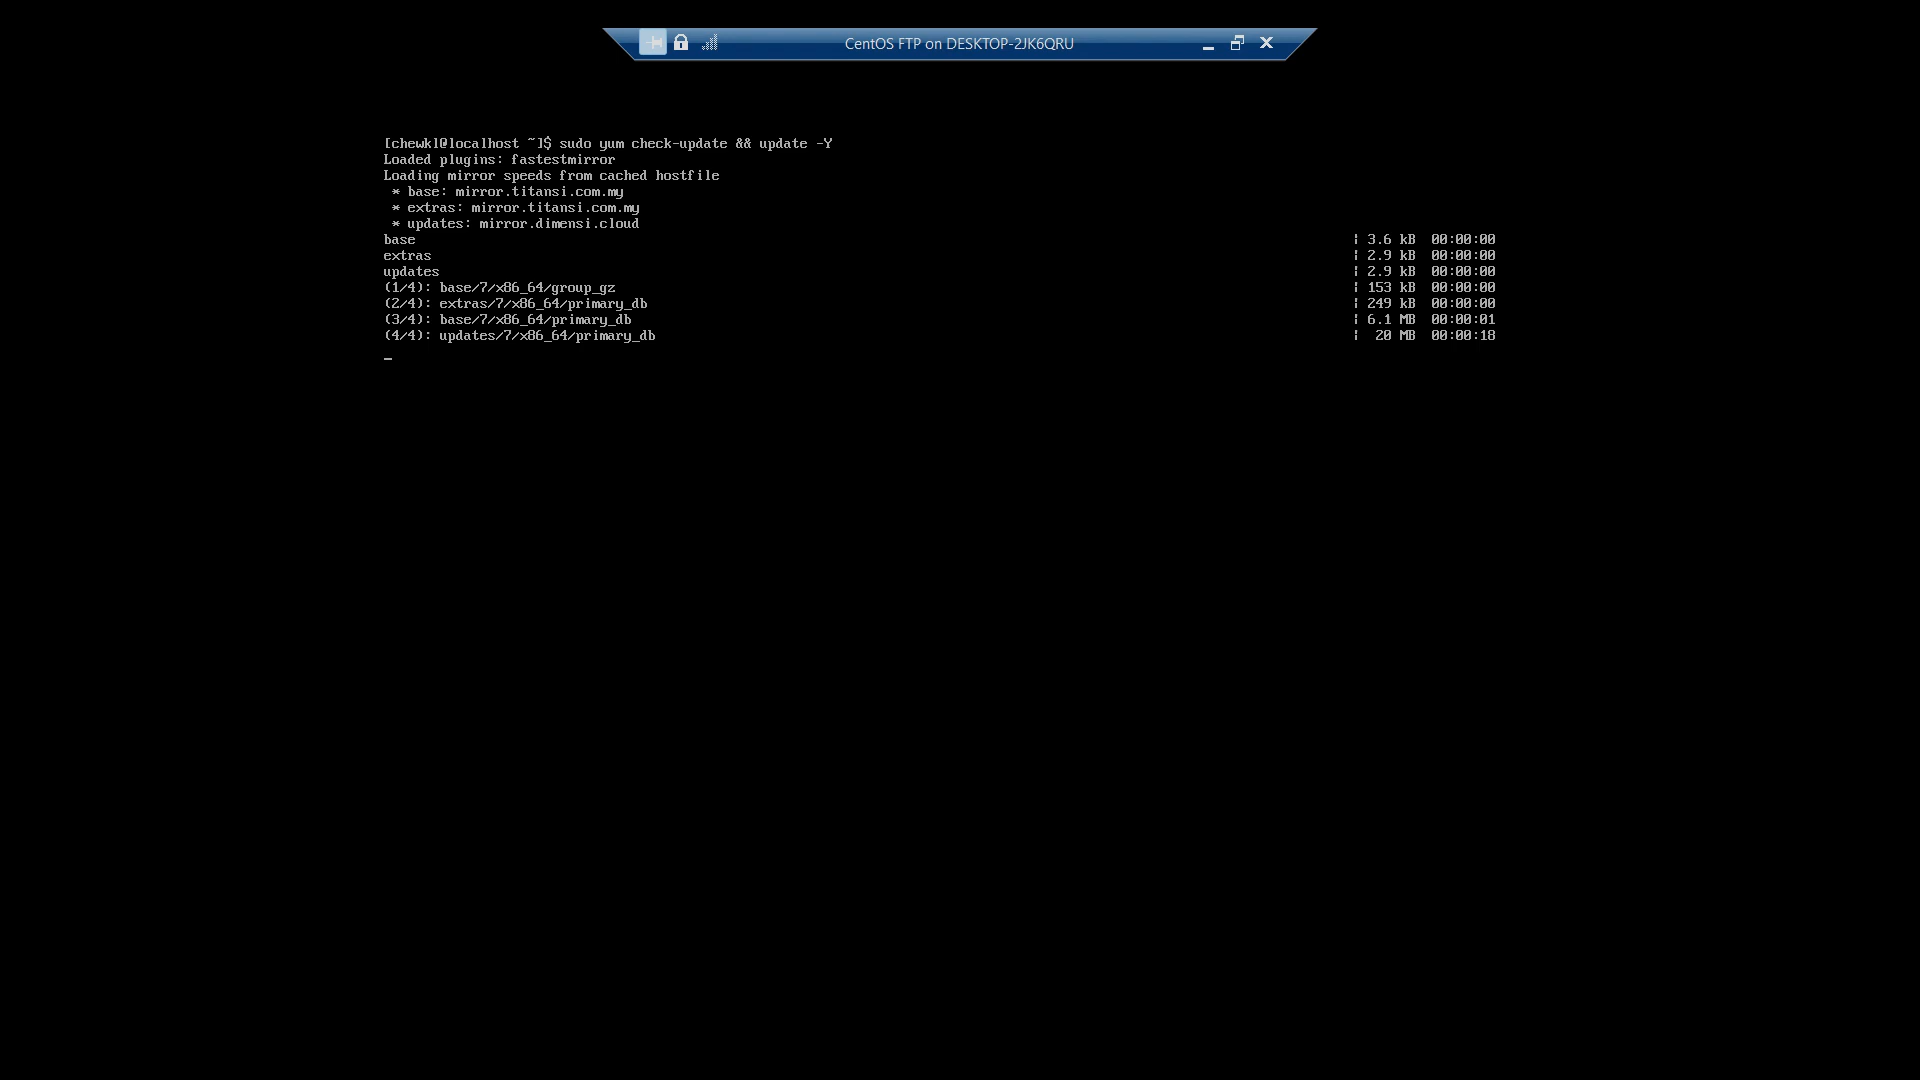 CentOS FTP on DESKTOP-2JK6QRU
[chewkl@localhost ~]$ sudo yum check-update && update -Y
Loaded plugins: fastestmirror
Loading mirror speeds from cached hostfile
 * base: mirror.titansi.com.my
 * extras: mirror.titansi.com.my
 * updates: mirror.dimensi.cloud
base | 3.6 kB 00:00:00
extras | 2.9 kB 00:00:00
updates | 2.9 kB 00:00:00
(1/4): base/7/x86_64/group_gz | 153 kB 00:00:00
(2/4): extras/7/x86_64/primary_db | 249 kB 00:00:00
(3/4): base/7/x86_64/primary_db | 6.1 MB 00:00:01
(4/4): updates/7/x86_64/primary_db | 20 MB 00:00:18